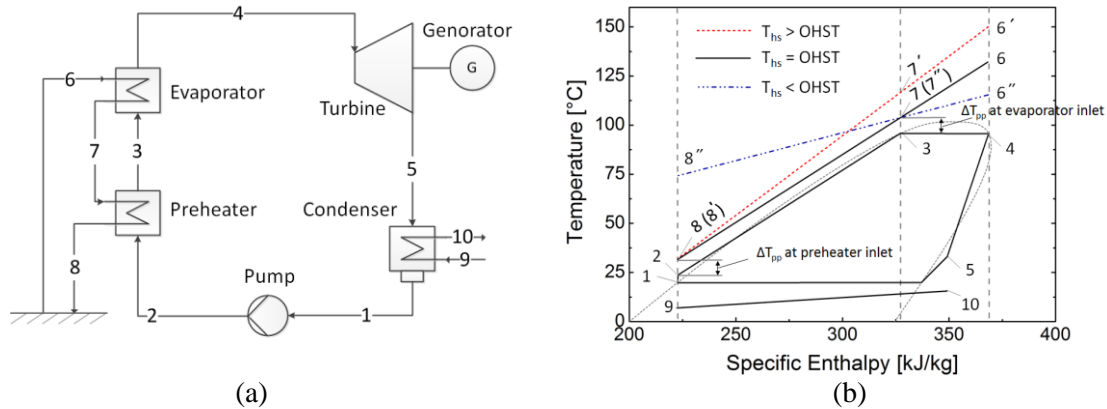 4
Genorator
G
6
Evaporator
Turbine
7
3
5
Preheater
Condenser
10
9
8
Pump
2
1
(a)
Temperature [°C]
150
125
100
75
50
25
0
T_hs > OHST
T_hs = OHST
T_hs < OHST
6′
7′
6
7 (7″)
6″
ΔT_pp at evaporator inlet
8″
3
4
8 (8′)
2
ΔT_pp at preheater inlet
1
5
9
10
200
250
300
350
400
Specific Enthalpy [kJ/kg]
(b)